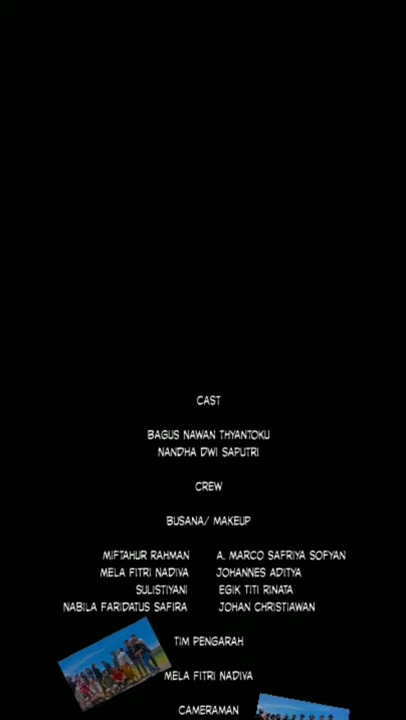 CAST
BAGUS NAWAN THYANTOKU
NANDHA DWI SAPUTRI
CREW
BUSANA/ MAKEUP
MIFTAHUR RAHMAN A. MARCO SAFRIYA SOFYAN
MELA FITRI NADIVA JOHANNES ADITYA
SULISTIYANI EGIK TITI RINATA
NABILA FARIDATUS SAFIRA JOHAN CHRISTIAWAN
TIM PENGARAH
MELA FITRI NADIVA
CAMERAMAN